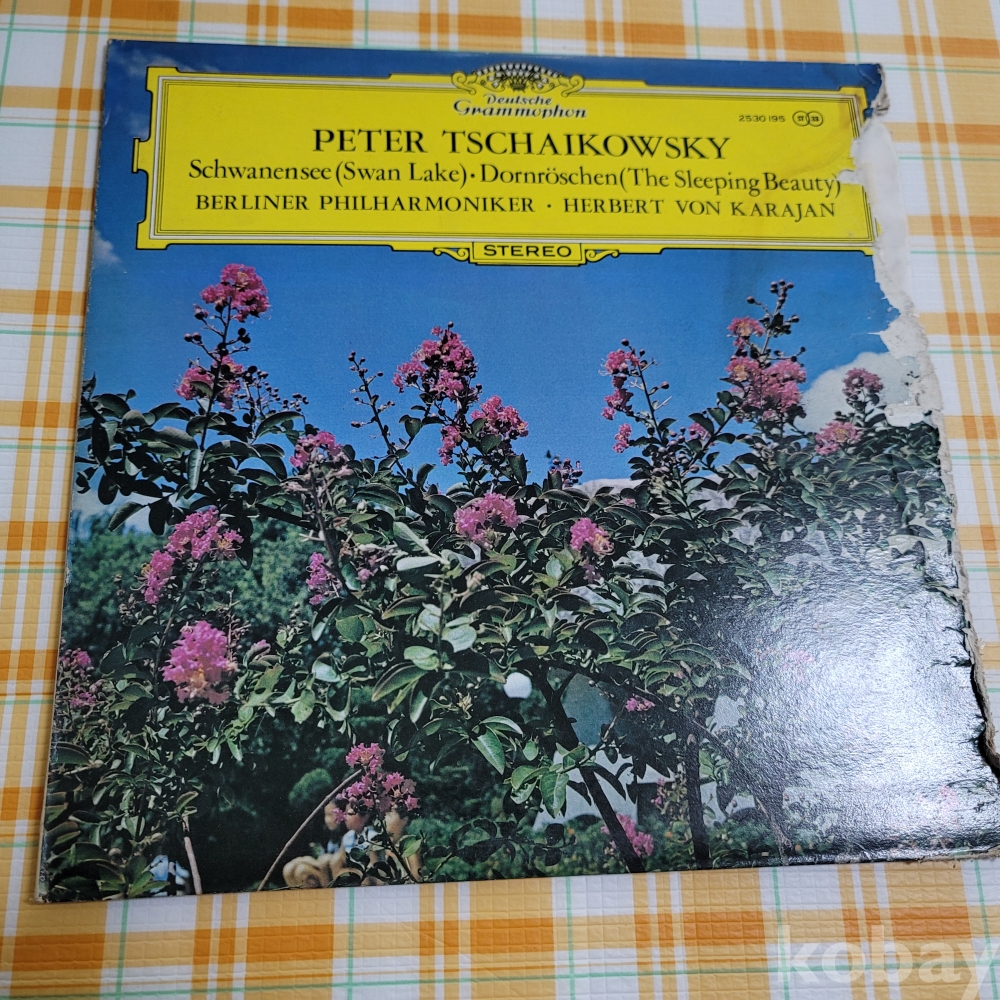 Deutsche
Grammophon
2530 195
PETER TSCHAIKOWSKY
Schwanensee (Swan Lake) · Dornröschen (The Sleeping Beauty)
BERLINER PHILHARMONIKER · HERBERT VON KARAJAN
STEREO
kobay